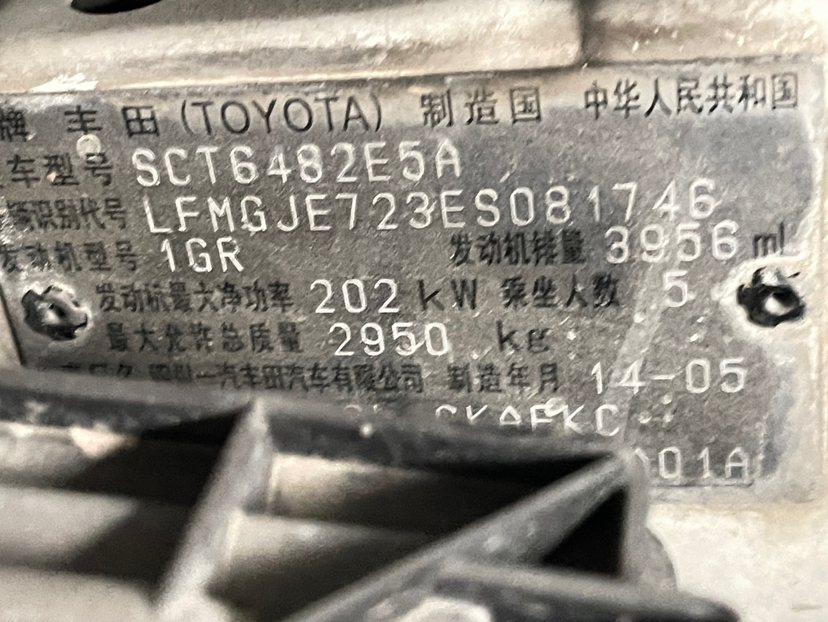 牌 丰田(TOYOTA) 制造国 中华人民共和国
车型号 SCT6482E5A
识别代号 LFMGJE723ES081746
发动机型号 1GR 发动机排量 3956 ml
发动机最大净功率 202 kW 乘坐人数 5
最大允许总质量 2950 kg
一汽丰田汽车有限公司 制造年月 14-05
GKAFKC
01A